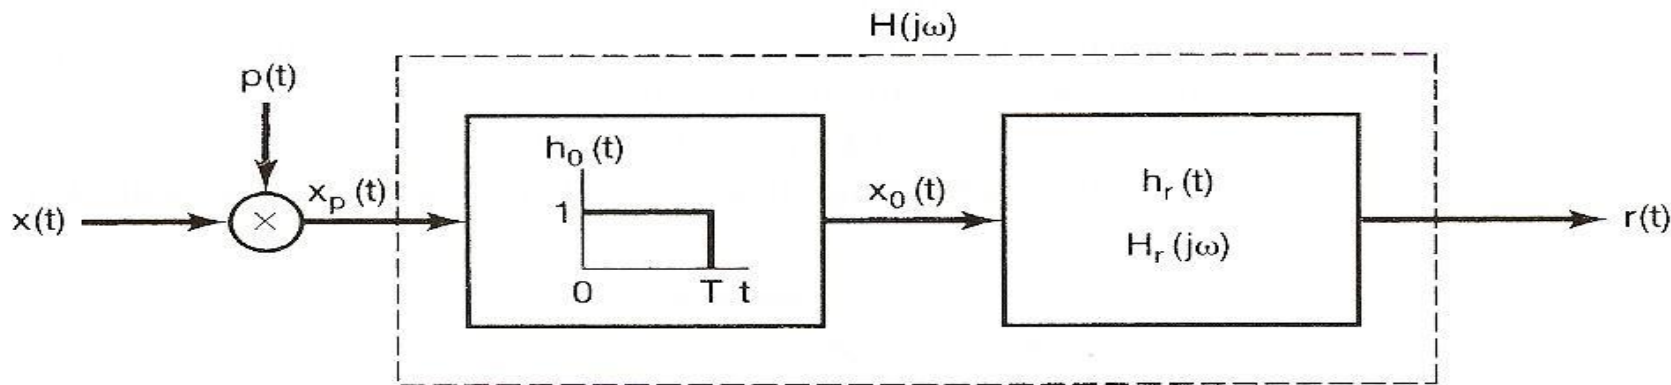 H(jω)
p(t)
h₀ (t)
x(t)
×
xₚ (t)
1
0
T
t
x₀ (t)
hᵣ (t)
Hᵣ (jω)
r(t)